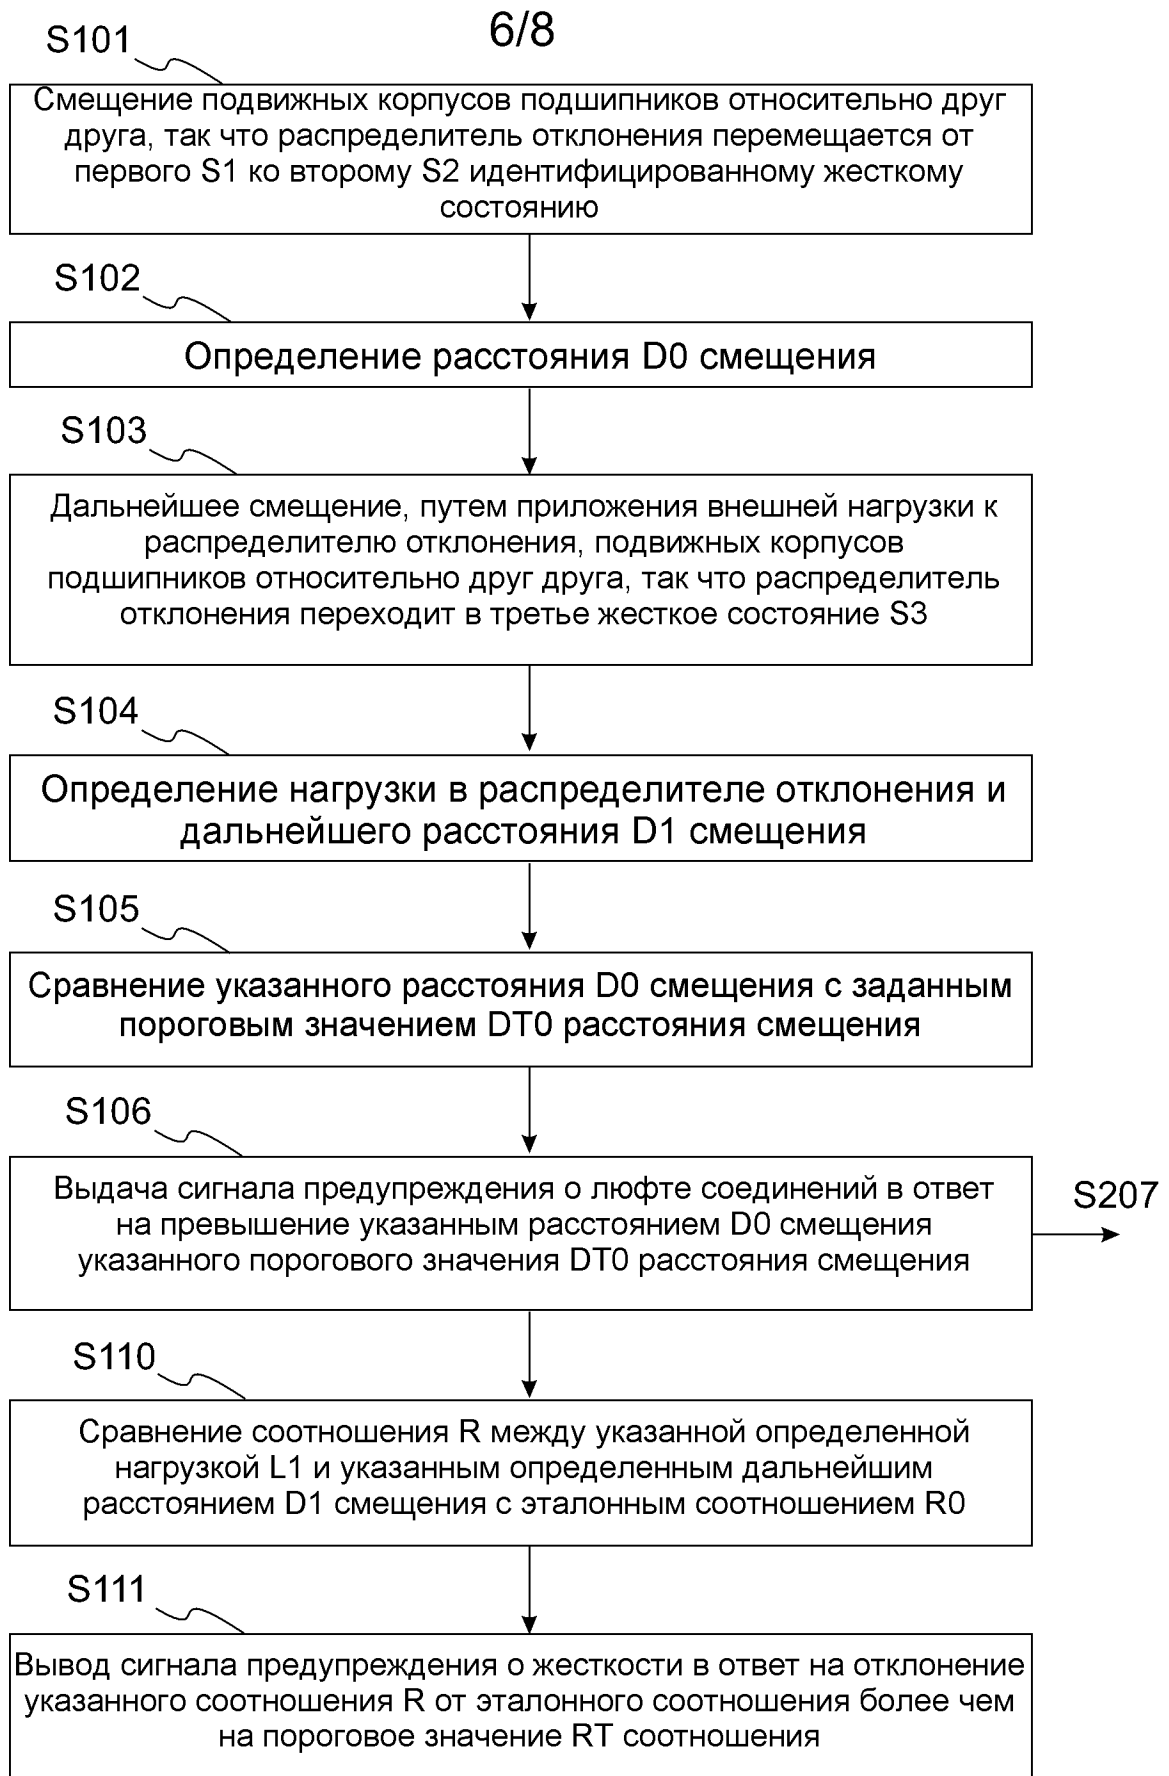 6/8
S101
Смещение подвижных корпусов подшипников относительно друг
друга, так что распределитель отклонения перемещается от
первого S1 ко второму S2 идентифицированному жесткому
состоянию
S102
Определение расстояния D0 смещения
S103
Дальнейшее смещение, путем приложения внешней нагрузки к
распределителю отклонения, подвижных корпусов
подшипников относительно друг друга, так что распределитель
отклонения переходит в третье жесткое состояние S3
S104
Определение нагрузки в распределителе отклонения и
дальнейшего расстояния D1 смещения
S105
Сравнение указанного расстояния D0 смещения с заданным
пороговым значением DT0 расстояния смещения
S106
Выдача сигнала предупреждения о люфте соединений в ответ
на превышение указанным расстоянием D0 смещения
указанного порогового значения DT0 расстояния смещения
S207
S110
Сравнение соотношения R между указанной определенной
нагрузкой L1 и указанным определенным дальнейшим
расстоянием D1 смещения с эталонным соотношением R0
S111
Вывод сигнала предупреждения о жесткости в ответ на отклонение
указанного соотношения R от эталонного соотношения более чем
на пороговое значение RT соотношения